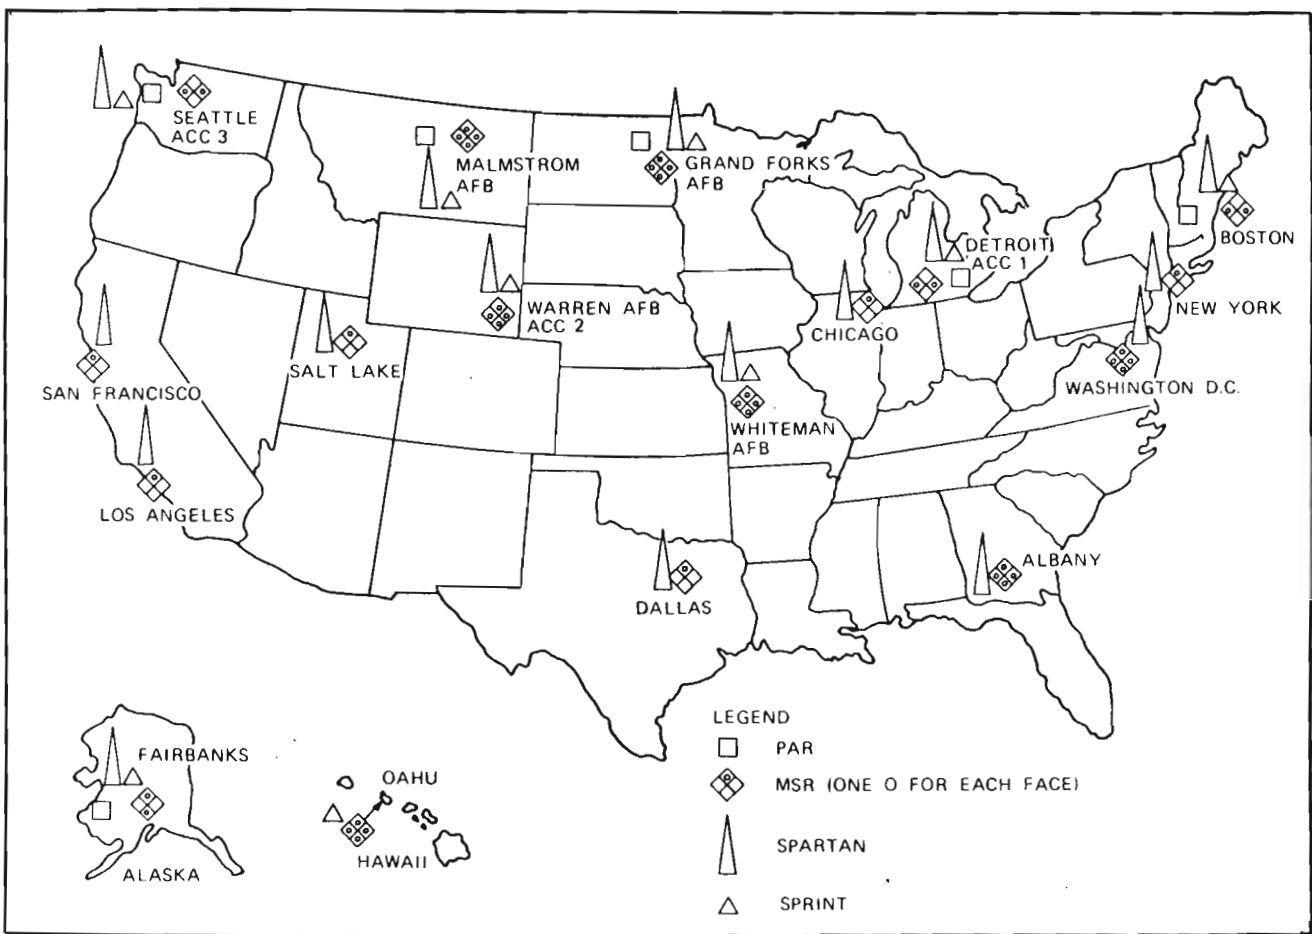 SEATTLE
ACC 3
MALMSTROM
AFB
GRAND FORKS
AFB
BOSTON
DETROIT
ACC 1
NEW YORK
WARREN AFB
ACC 2
CHICAGO
SALT LAKE
WASHINGTON D.C.
SAN FRANCISCO
WHITEMAN
AFB
LOS ANGELES
ALBANY
DALLAS
FAIRBANKS
ALASKA
OAHU
HAWAII
LEGEND
PAR
MSR (ONE O FOR EACH FACE)
SPARTAN
SPRINT